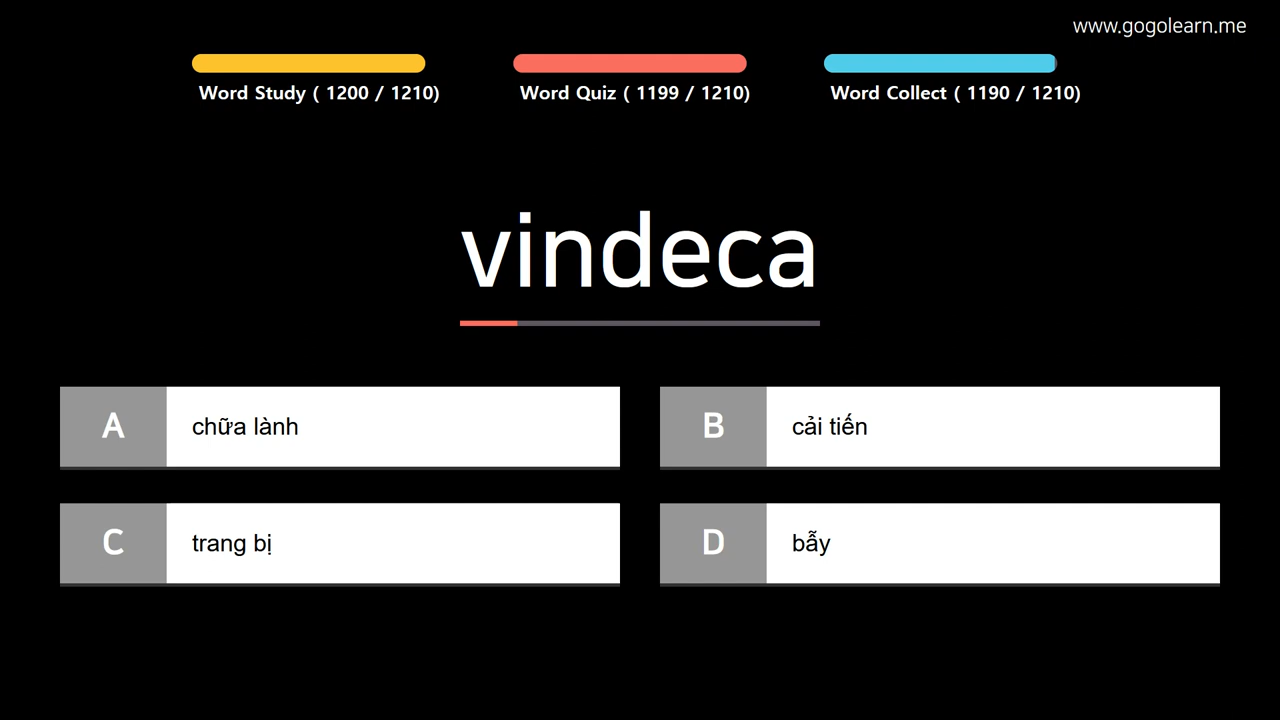 www.gogolearn.me
Word Study ( 1200 / 1210)
Word Quiz ( 1199 / 1210)
Word Collect ( 1190 / 1210)
vindeca
A
chữa lành
B
cải tiến
C
trang bị
D
bẫy